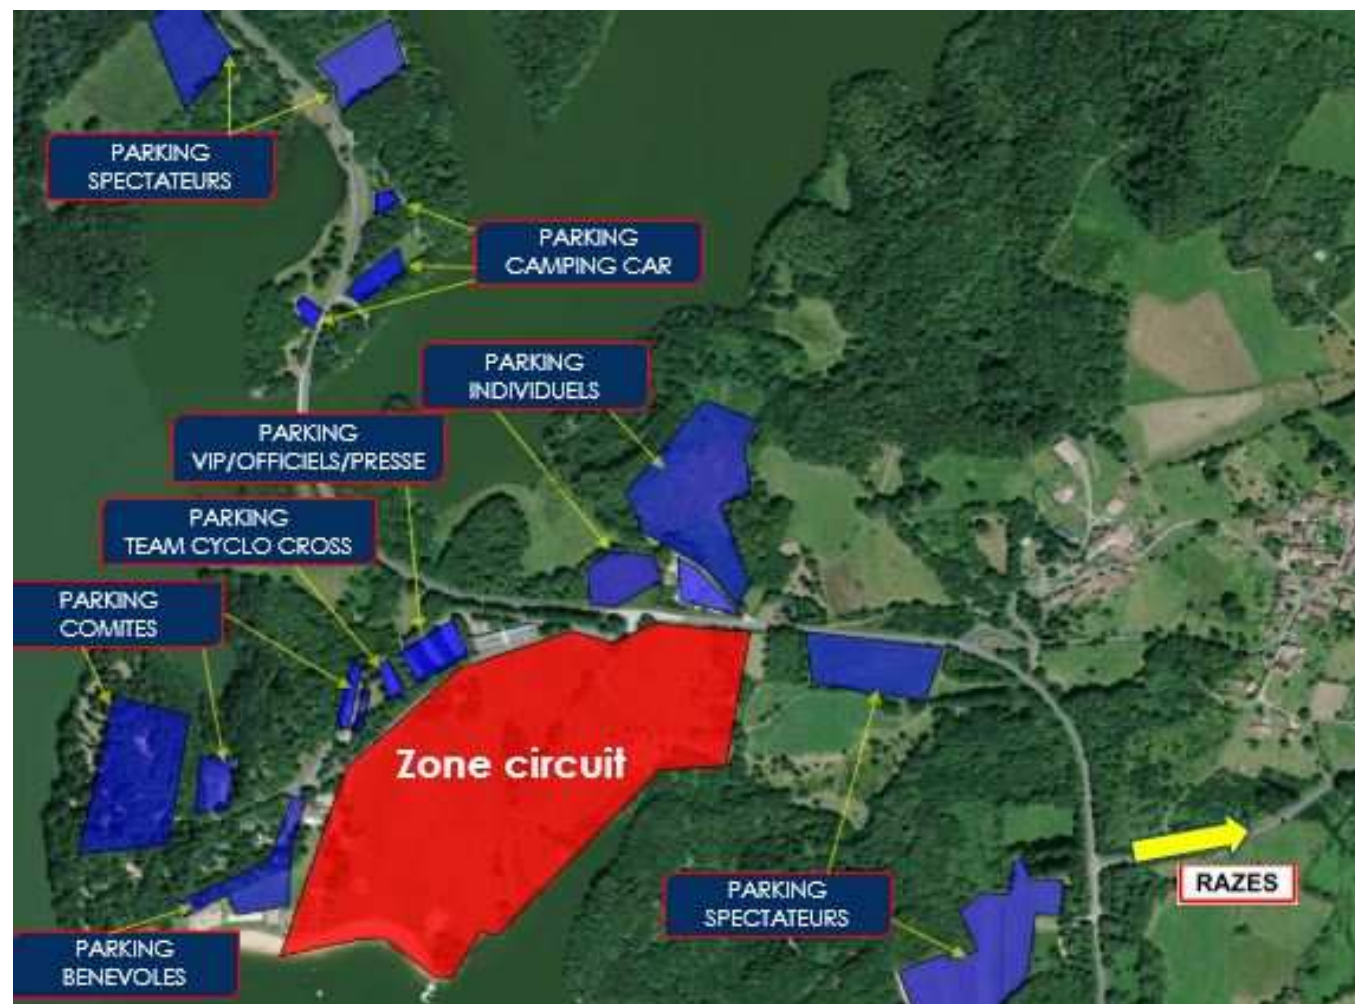 PARKING
SPECTATEURS
PARKING
CAMPING CAR
PARKING
INDIVIDUELS
PARKING
VIP/OFFICIELS/PRESSE
PARKING
TEAM CYCLO CROSS
PARKING
COMITES
Zone circuit
RAZES
PARKING
SPECTATEURS
PARKING
BENEVOLES